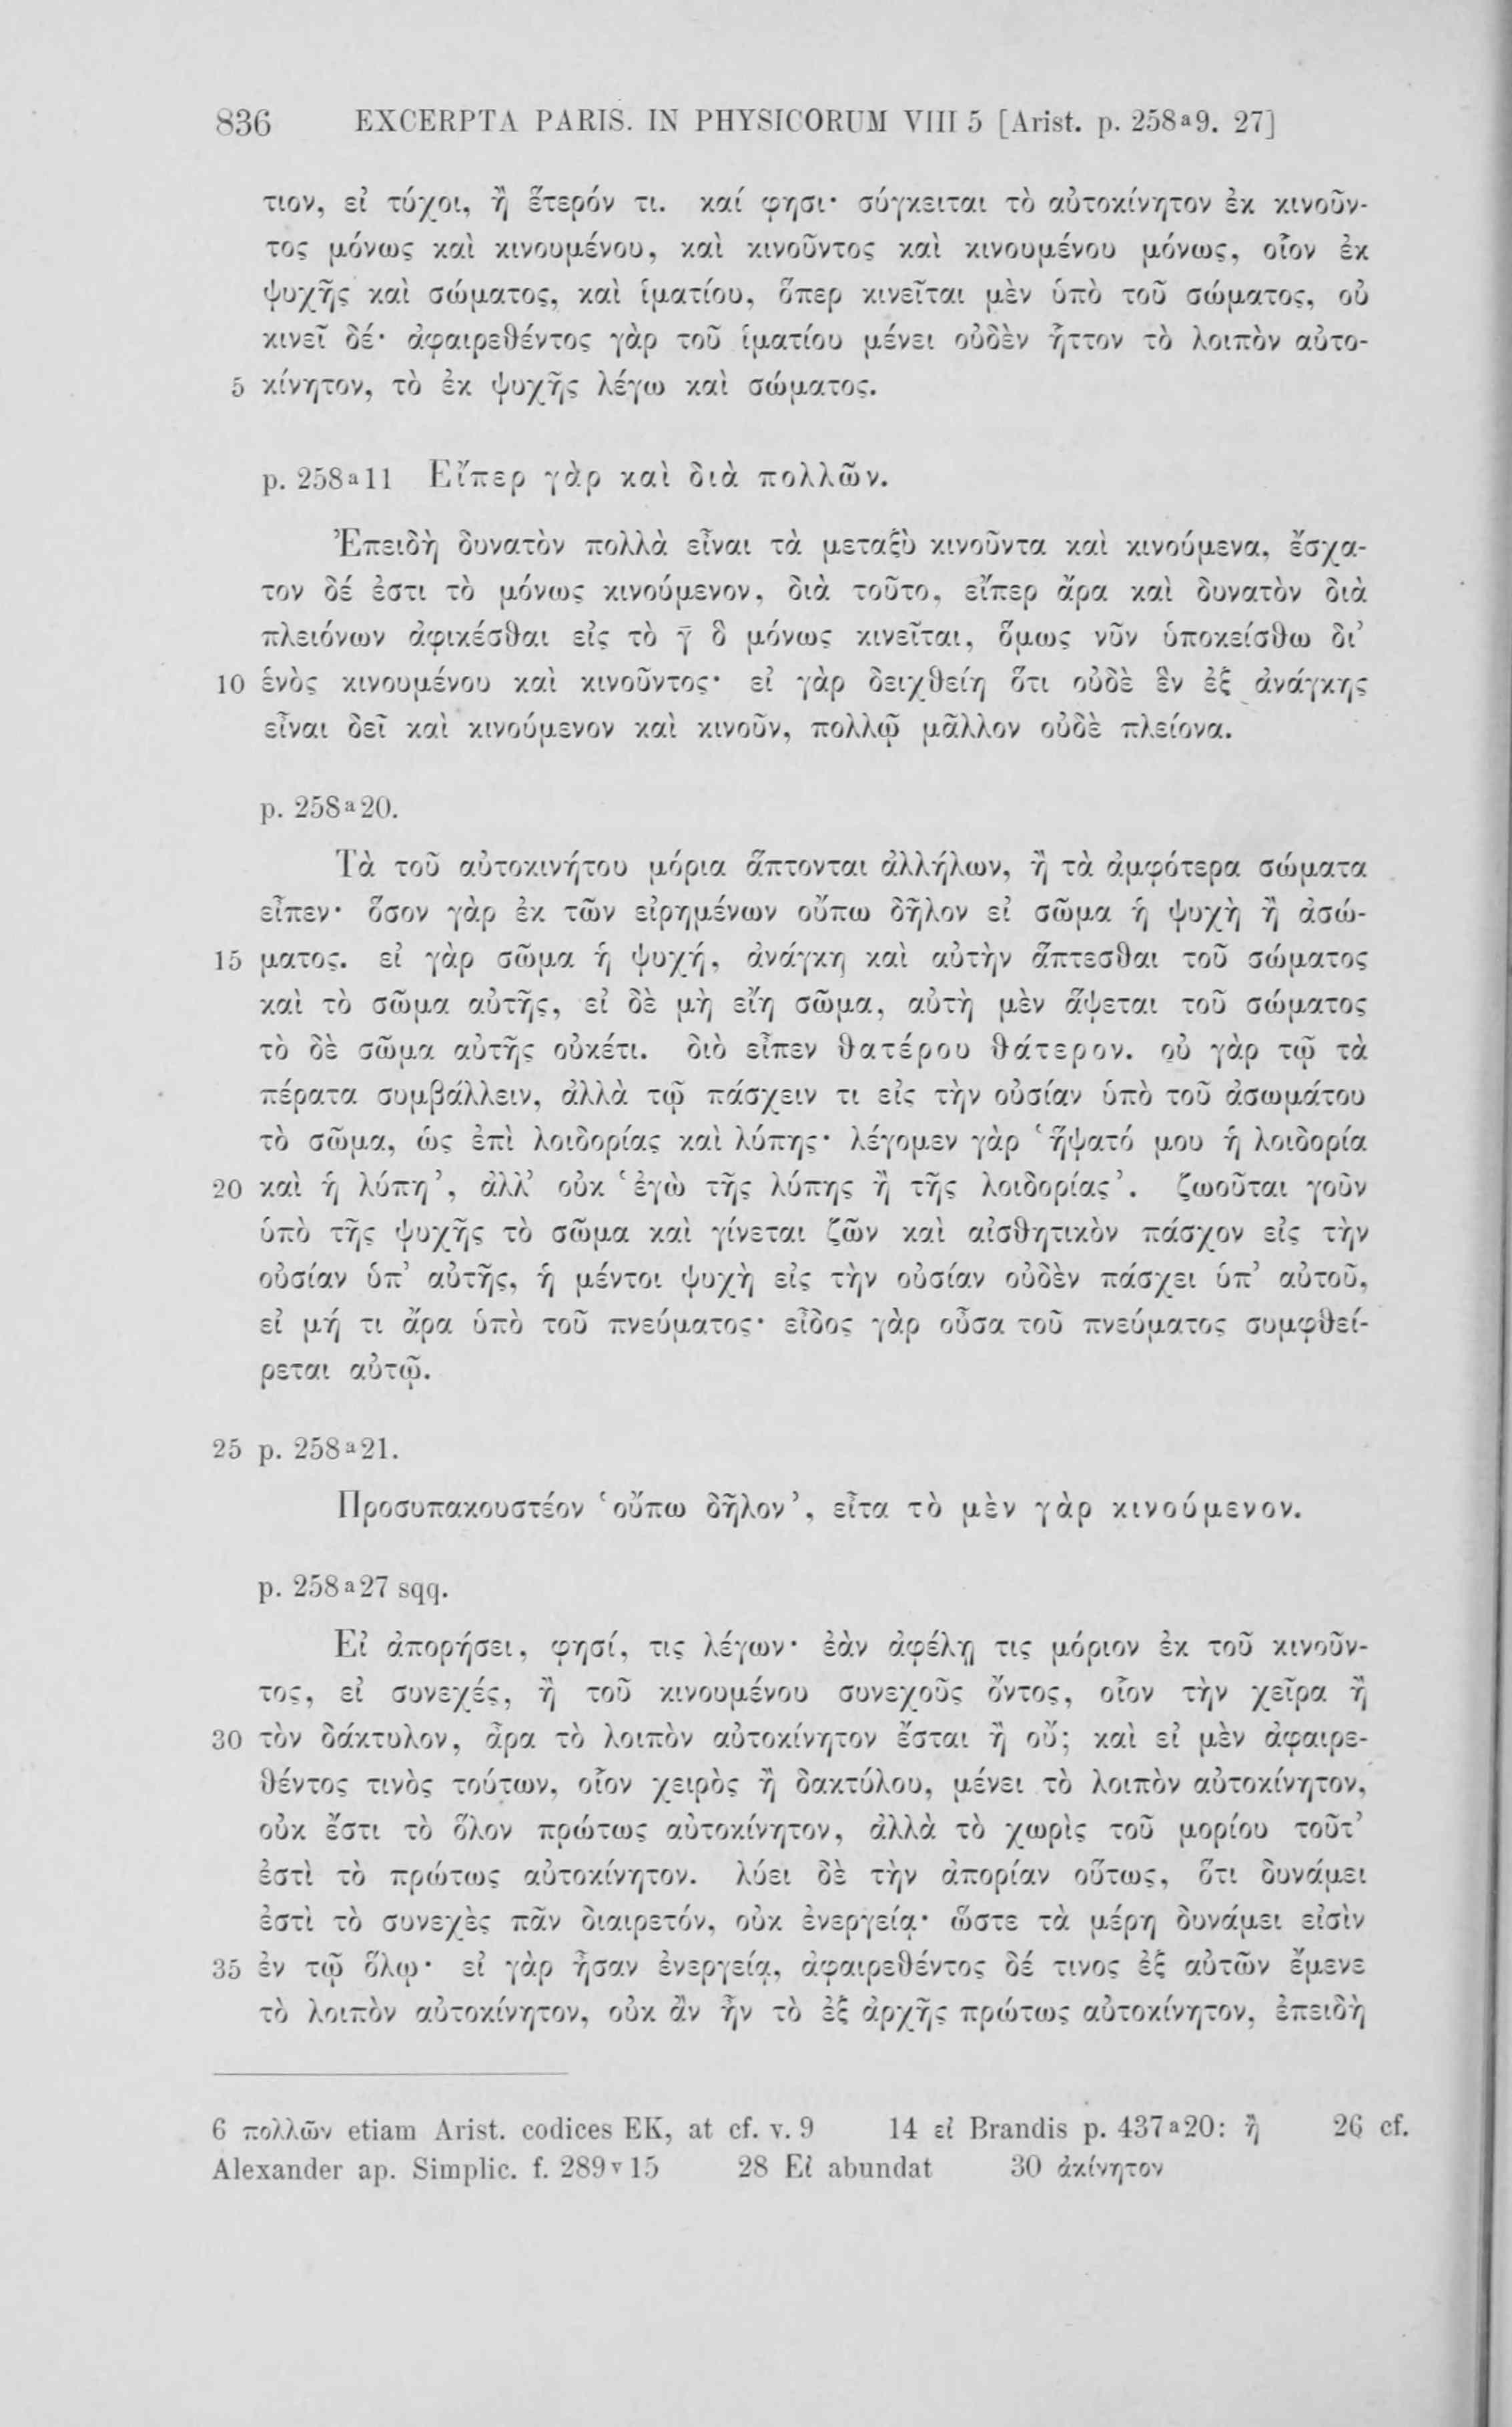 836 EXCERPTA PARIS. IN PHYSICORUM VIII 5 [Arist. p. 258a9. 27]
τιον, εἰ τύχοι, ἢ ἕτερόν τι. καί φησι· σύγκειται τὸ αὐτοκίνητον ἐκ κινοῦν-
τος μόνως καὶ κινουμένου, καὶ κινοῦντος καὶ κινουμένου μόνως, οἷον ἐκ
ψυχῆς καὶ σώματος, καὶ ἱματίου, ὅπερ κινεῖται μὲν ὑπὸ τοῦ σώματος, οὐ
κινεῖ δέ· ἀφαιρεθέντος γὰρ τοῦ ἱματίου μένει οὐδὲν ἧττον τὸ λοιπὸν αὐτο-
5 κίνητον, τὸ ἐκ ψυχῆς λέγω καὶ σώματος.
p. 258a11 Εἴπερ γὰρ καὶ διὰ πολλῶν.
Ἐπειδὴ δυνατὸν πολλὰ εἶναι τὰ μεταξὺ κινοῦντα καὶ κινούμενα, ἔσχα-
τον δέ ἐστι τὸ μόνως κινούμενον, διὰ τοῦτο, εἴπερ ἄρα καὶ δυνατὸν διὰ
πλειόνων ἀφικέσθαι εἰς τὸ γ̄ ὃ μόνως κινεῖται, ὅμως νῦν ὑποκείσθω δι’
10 ἑνὸς κινουμένου καὶ κινοῦντος· εἰ γὰρ δειχθείη ὅτι οὐδὲ ἓν ἐξ ἀνάγκης
εἶναι δεῖ καὶ κινούμενον καὶ κινοῦν, πολλῷ μᾶλλον οὐδὲ πλείονα.
p. 258a20.
Τὰ τοῦ αὐτοκινήτου μόρια ἅπτονται ἀλλήλων, ἢ τὰ ἀμφότερα σώματα
εἶπεν· ὅσον γὰρ ἐκ τῶν εἰρημένων οὔπω δῆλον εἰ σῶμα ἡ ψυχὴ ἢ ἀσώ-
15 ματος. εἰ γὰρ σῶμα ἡ ψυχή, ἀνάγκη καὶ αὐτὴν ἅπτεσθαι τοῦ σώματος
καὶ τὸ σῶμα αὐτῆς, εἰ δὲ μὴ εἴη σῶμα, αὐτὴ μὲν ἅψεται τοῦ σώματος
τὸ δὲ σῶμα αὐτῆς οὐκέτι. διὸ εἶπεν θατέρου θάτερον. οὐ γὰρ τῷ τὰ
πέρατα συμβάλλειν, ἀλλὰ τῷ πάσχειν τι εἰς τὴν οὐσίαν ὑπὸ τοῦ ἀσωμάτου
τὸ σῶμα, ὡς ἐπὶ λοιδορίας καὶ λύπης· λέγομεν γὰρ ‘ἥψατό μου ἡ λοιδορία
20 καὶ ἡ λύπη’, ἀλλ’ οὐκ ‘ἐγὼ τῆς λύπης ἢ τῆς λοιδορίας’. ζωοῦται γοῦν
ὑπὸ τῆς ψυχῆς τὸ σῶμα καὶ γίνεται ζῶν καὶ αἰσθητικὸν πάσχον εἰς τὴν
οὐσίαν ὑπ’ αὐτῆς, ἡ μέντοι ψυχὴ εἰς τὴν οὐσίαν οὐδὲν πάσχει ὑπ’ αὐτοῦ,
εἰ μή τι ἄρα ὑπὸ τοῦ πνεύματος· εἶδος γὰρ οὖσα τοῦ πνεύματος συμφθεί-
ρεται αὐτῷ.
25 p. 258a21.
Προσυπακουστέον ‘οὔπω δῆλον’, εἶτα τὸ μὲν γὰρ κινούμενον.
p. 258a27 sqq.
Εἰ ἀπορήσει, φησί, τις λέγων· ἐὰν ἀφέλῃ τις μόριον ἐκ τοῦ κινοῦν-
τος, εἰ συνεχές, ἢ τοῦ κινουμένου συνεχοῦς ὄντος, οἷον τὴν χεῖρα ἢ
30 τὸν δάκτυλον, ἆρα τὸ λοιπὸν αὐτοκίνητον ἔσται ἢ οὔ; καὶ εἰ μὲν ἀφαιρε-
θέντος τινὸς τούτων, οἷον χειρὸς ἢ δακτύλου, μένει τὸ λοιπὸν αὐτοκίνητον,
οὐκ ἔστι τὸ ὅλον πρώτως αὐτοκίνητον, ἀλλὰ τὸ χωρὶς τοῦ μορίου τοῦτ’
ἐστὶ τὸ πρώτως αὐτοκίνητον. λύει δὲ τὴν ἀπορίαν οὕτως, ὅτι δυνάμει
ἐστὶ τὸ συνεχὲς πᾶν διαιρετόν, οὐκ ἐνεργείᾳ· ὥστε τὰ μέρη δυνάμει εἰσὶν
35 ἐν τῷ ὅλῳ· εἰ γὰρ ἦσαν ἐνεργείᾳ, ἀφαιρεθέντος δέ τινος ἐξ αὐτῶν ἔμενε
τὸ λοιπὸν αὐτοκίνητον, οὐκ ἂν ἦν τὸ ἐξ ἀρχῆς πρώτως αὐτοκίνητον, ἐπειδὴ
6 πολλῶν etiam Arist. codices EK, at cf. v. 9 14 εἰ Brandis p. 437a20: ἢ 26 cf.
Alexander ap. Simplic. f. 289v15 28 Εἰ abundat 30 ἀκίνητον